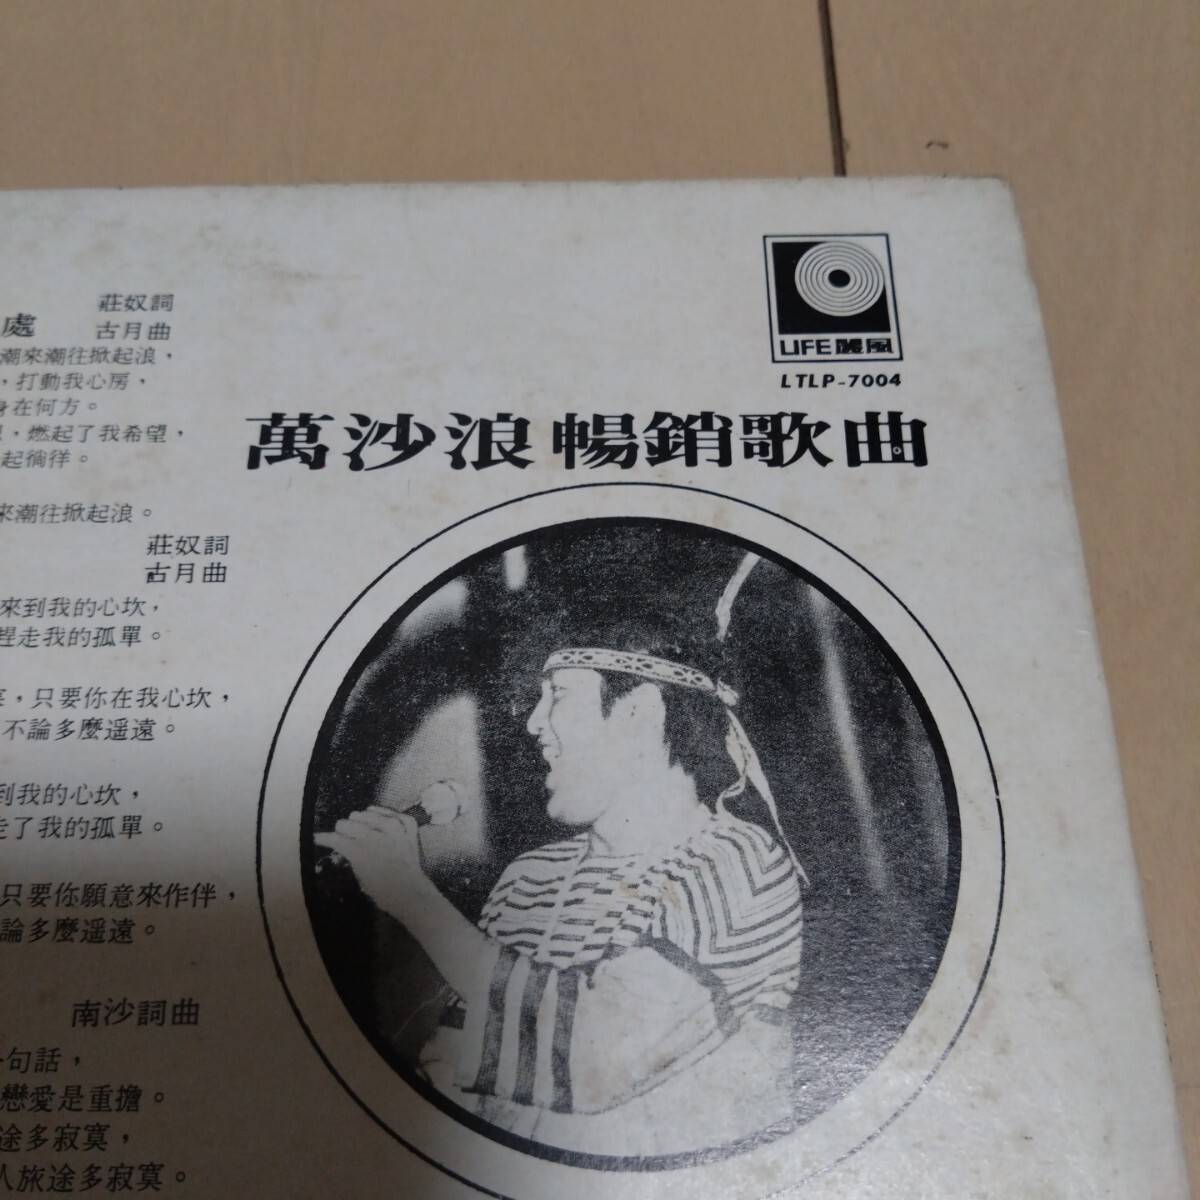 莊奴詞
處
古月曲
潮來潮往掀起浪，
，打動我心房，
身在何方。
，燃起了我希望，
起徜徉。
來潮往掀起浪。
莊奴詞
古月曲
來到我的心坎，
趕走我的孤單。
，只要你在我心坎，
不論多麼遥遠。
到我的心坎，
走了我的孤單。
只要你願意來作伴，
論多麼遥遠。
南沙詞曲
句話，
戀愛是重擔。
途多寂寞，
人旅途多寂寞。
LIFE麗風
LTLP-7004
萬沙浪暢銷歌曲